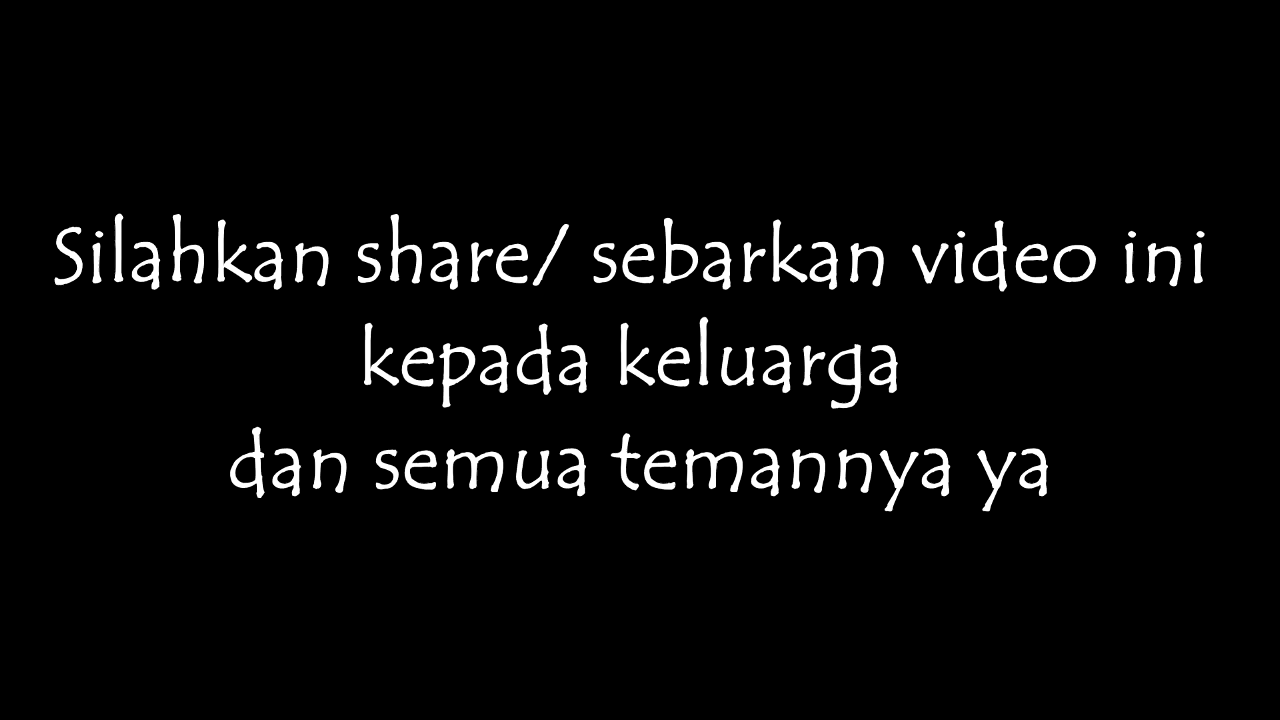 Silahkan share/ sebarkan video ini
kepada keluarga
dan semua temannya ya